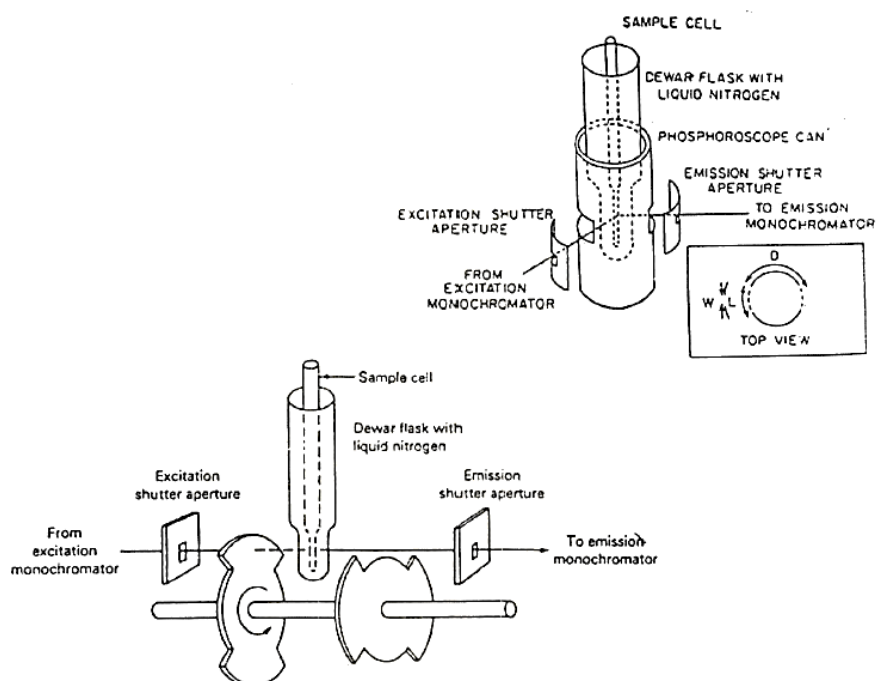 SAMPLE CELL
DEWAR FLASK WITH
LIQUID NITROGEN
PHOSPHOROSCOPE CAN
EMISSION SHUTTER
APERTURE
TO EMISSION
MONOCHROMATOR
EXCITATION SHUTTER
APERTURE
FROM
EXCITATION
MONOCHROMATOR
D
W L
TOP VIEW
Sample cell
Dewar flask with
liquid nitrogen
Excitation
shutter aperture
Emission
shutter aperture
From
excitation
monochromator
To emission
monochromator